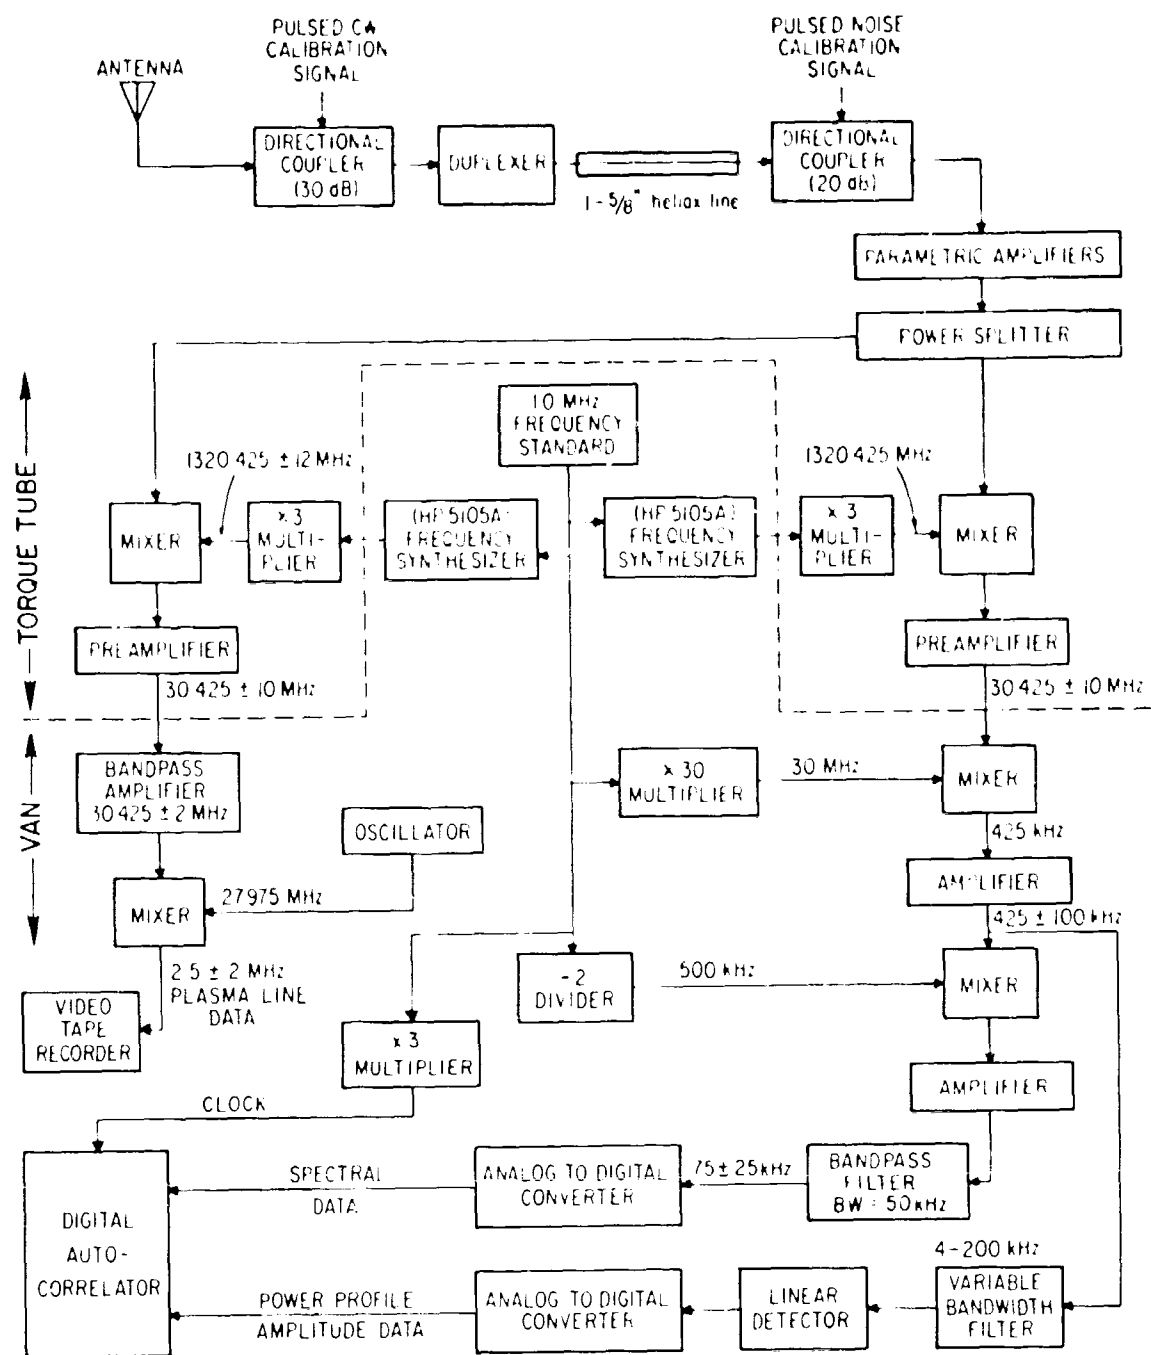 PULSED CW
CALIBRATION
SIGNAL
PULSED NOISE
CALIBRATION
SIGNAL
ANTENNA
DIRECTIONAL
COUPLER
(30 dB)
DUPLEXER
1-5/8" heliax line
DIRECTIONAL
COUPLER
(20 dB)
PARAMETRIC AMPLIFIERS
POWER SPLITTER
1.0 MHz
FREQUENCY
STANDARD
TORQUE TUBE
1320.425 ± 12 MHz
MIXER
x 3
MULTI-
PLIER
(HP 5105A)
FREQUENCY
SYNTHESIZER
(HP 5105A)
FREQUENCY
SYNTHESIZER
x 3
MULTI-
PLIER
1320.425 MHz
MIXER
PREAMPLIFIER
PREAMPLIFIER
30.425 ± 10 MHz
30.425 ± 10 MHz
VAN
BANDPASS
AMPLIFIER
30.425 ± 2 MHz
x 30
MULTIPLIER
30 MHz
MIXER
OSCILLATOR
425 kHz
AMPLIFIER
MIXER
27.975 MHz
425 ± 100 kHz
2.5 ± 2 MHz
PLASMA LINE
DATA
÷2
DIVIDER
500 kHz
MIXER
VIDEO
TAPE
RECORDER
x 3
MULTIPLIER
AMPLIFIER
CLOCK
SPECTRAL
DATA
ANALOG TO DIGITAL
CONVERTER
75 ± 25 kHz
BANDPASS
FILTER
BW = 50 kHz
DIGITAL
AUTO-
CORRELATOR
4-200 kHz
POWER PROFILE
AMPLITUDE DATA
ANALOG TO DIGITAL
CONVERTER
LINEAR
DETECTOR
VARIABLE
BANDWIDTH
FILTER